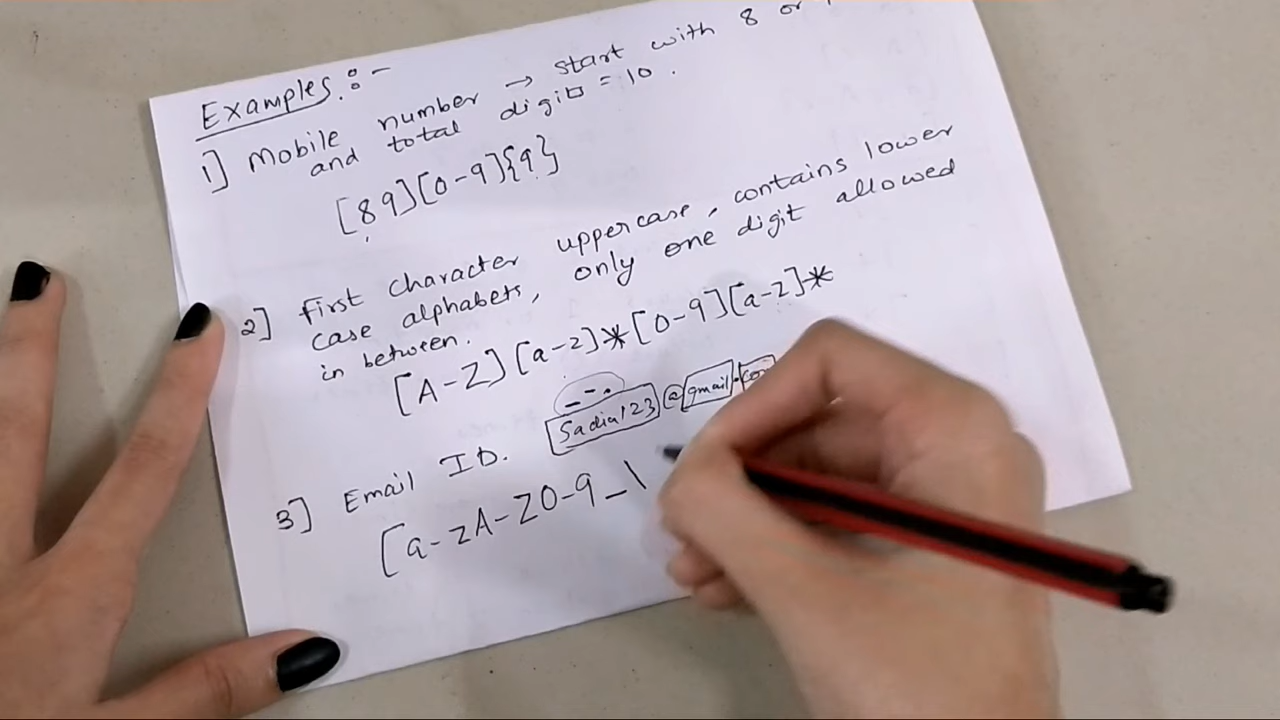 Examples:-
1] Mobile number → start with 8 or
and total digits = 10.
[89][0-9]{9}
2] first character uppercase, contains lower
case alphabets, only one digit allowed
in between.
[A-Z][a-z]*[0-9][a-z]*
_ - .
3] Email ID. Sadia123 @ gmail.
[a-zA-Z0-9_\